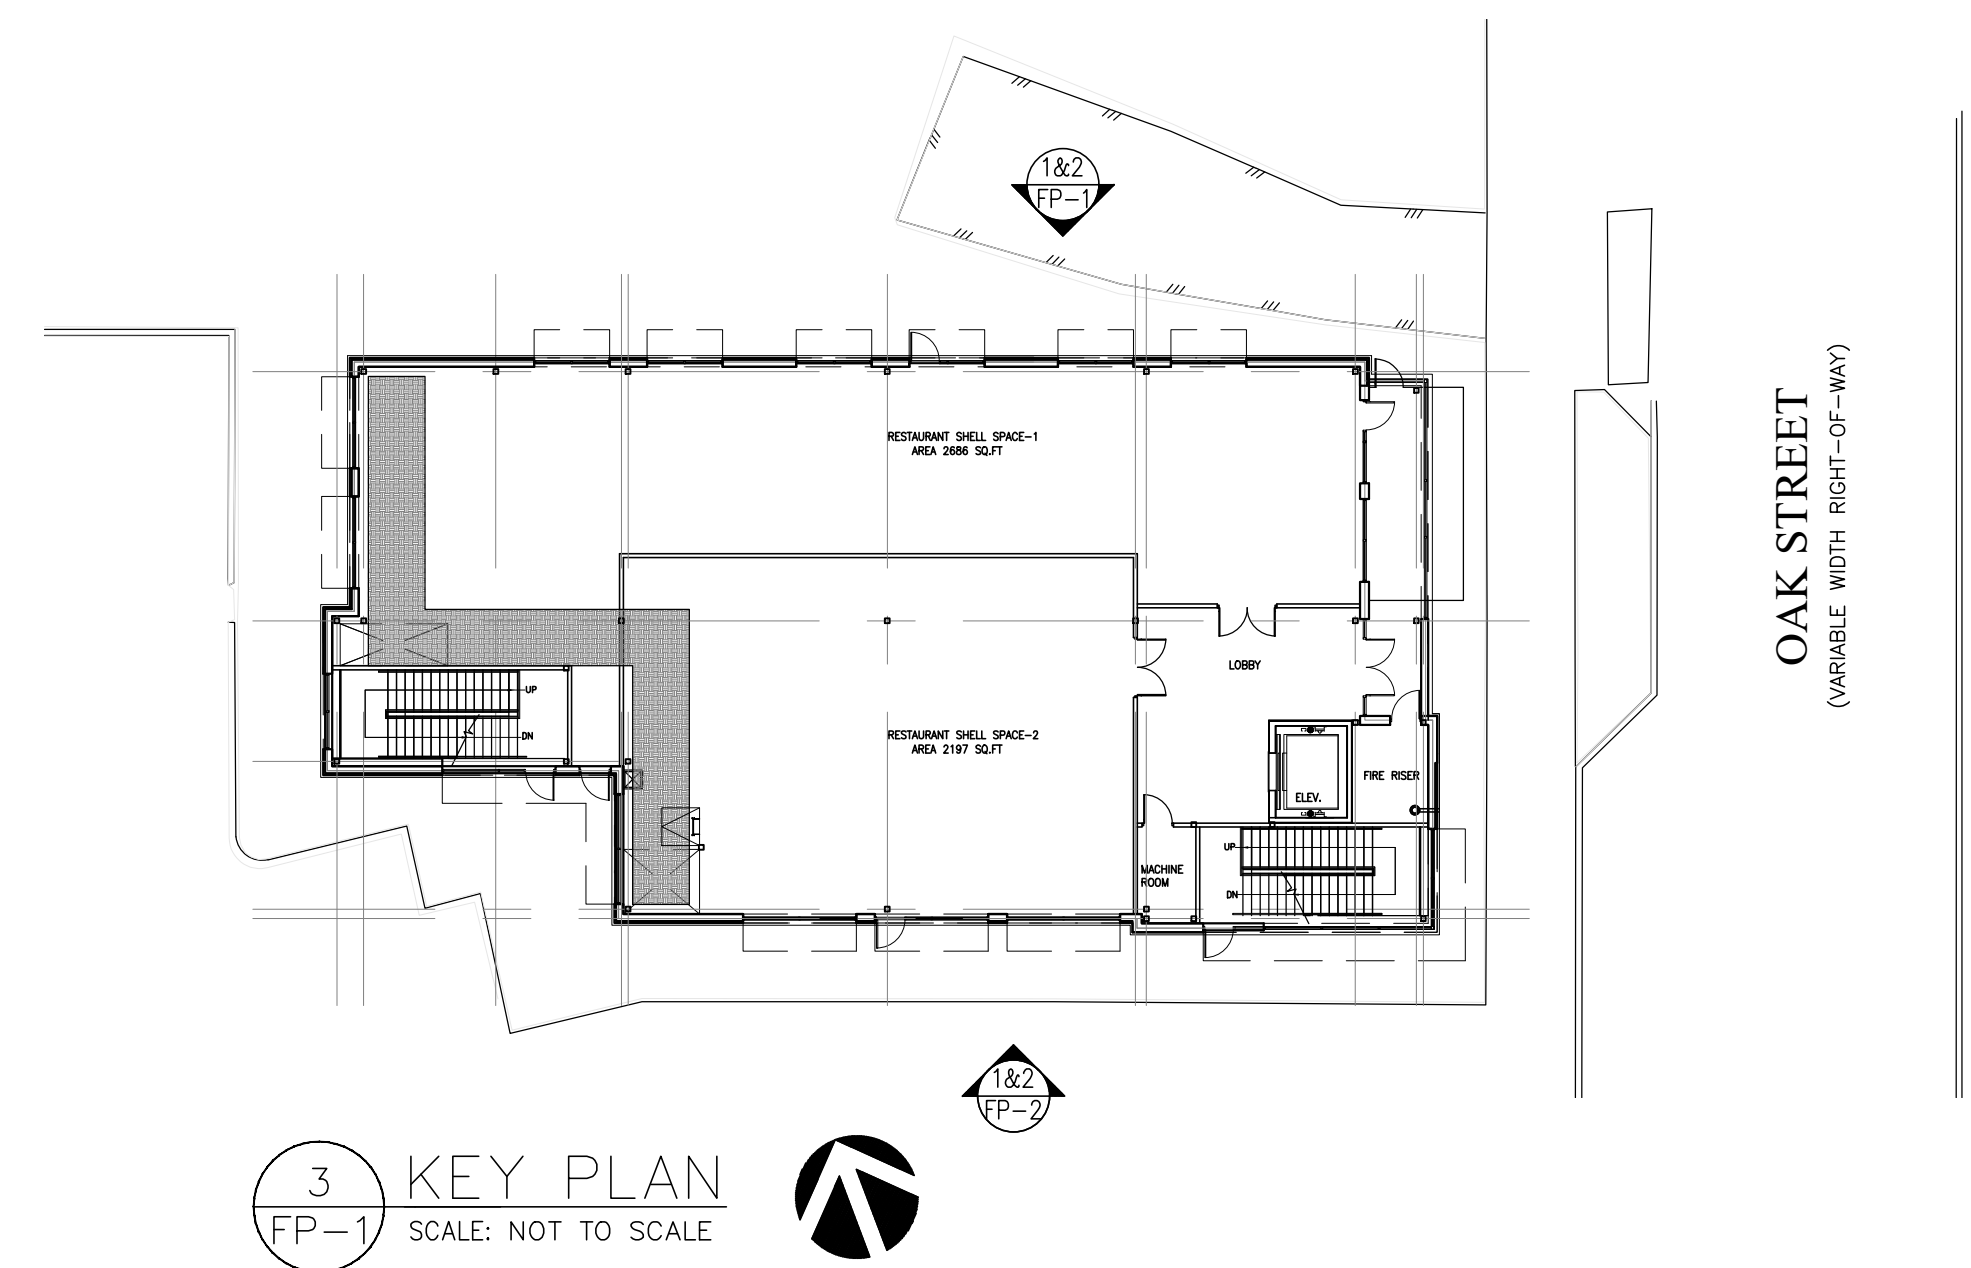 1&2
FP-1
RESTAURANT SHELL SPACE-1
AREA 2686 SQ.FT
OAK STREET
(VARIABLE WIDTH RIGHT-OF-WAY)
LOBBY
UP
DN
RESTAURANT SHELL SPACE-2
AREA 2197 SQ.FT
FIRE RISER
ELEV.
UP
MACHINE
ROOM
DN
1&2
FP-2
3
FP-1
KEY PLAN
SCALE: NOT TO SCALE